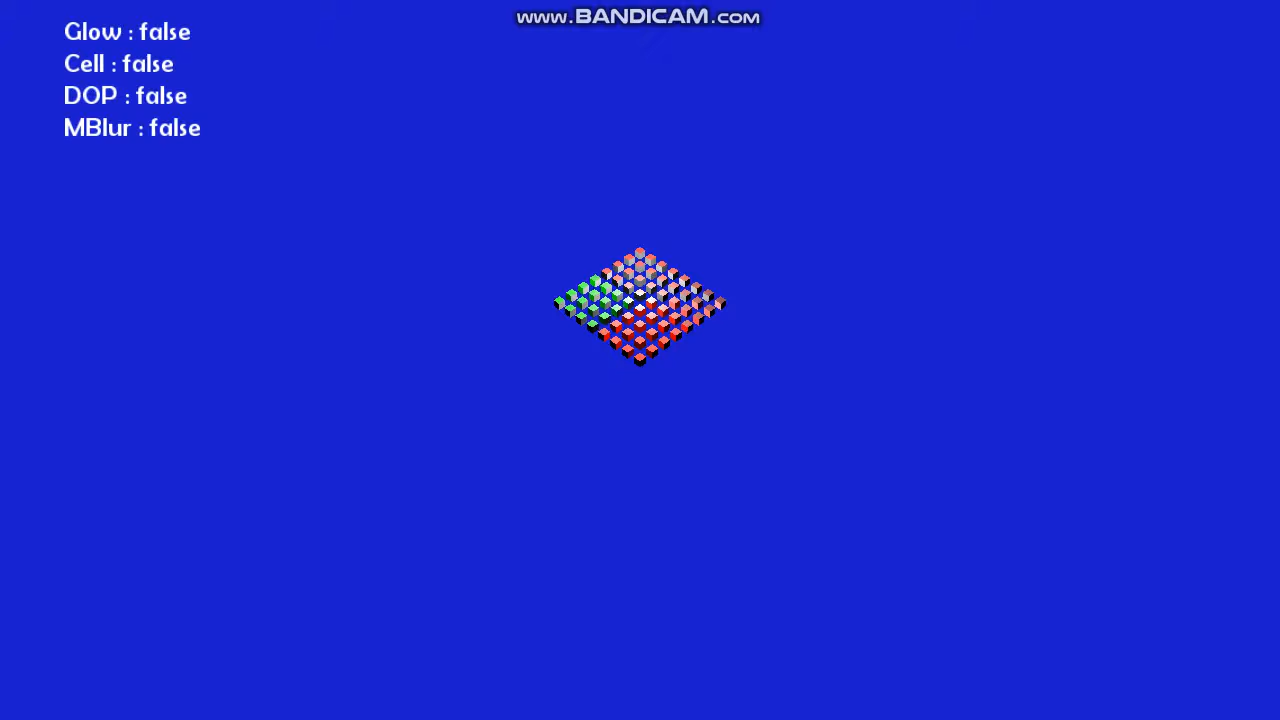 www.BANDICAM.com
Glow : false
Cell : false
DOP : false
MBlur : false